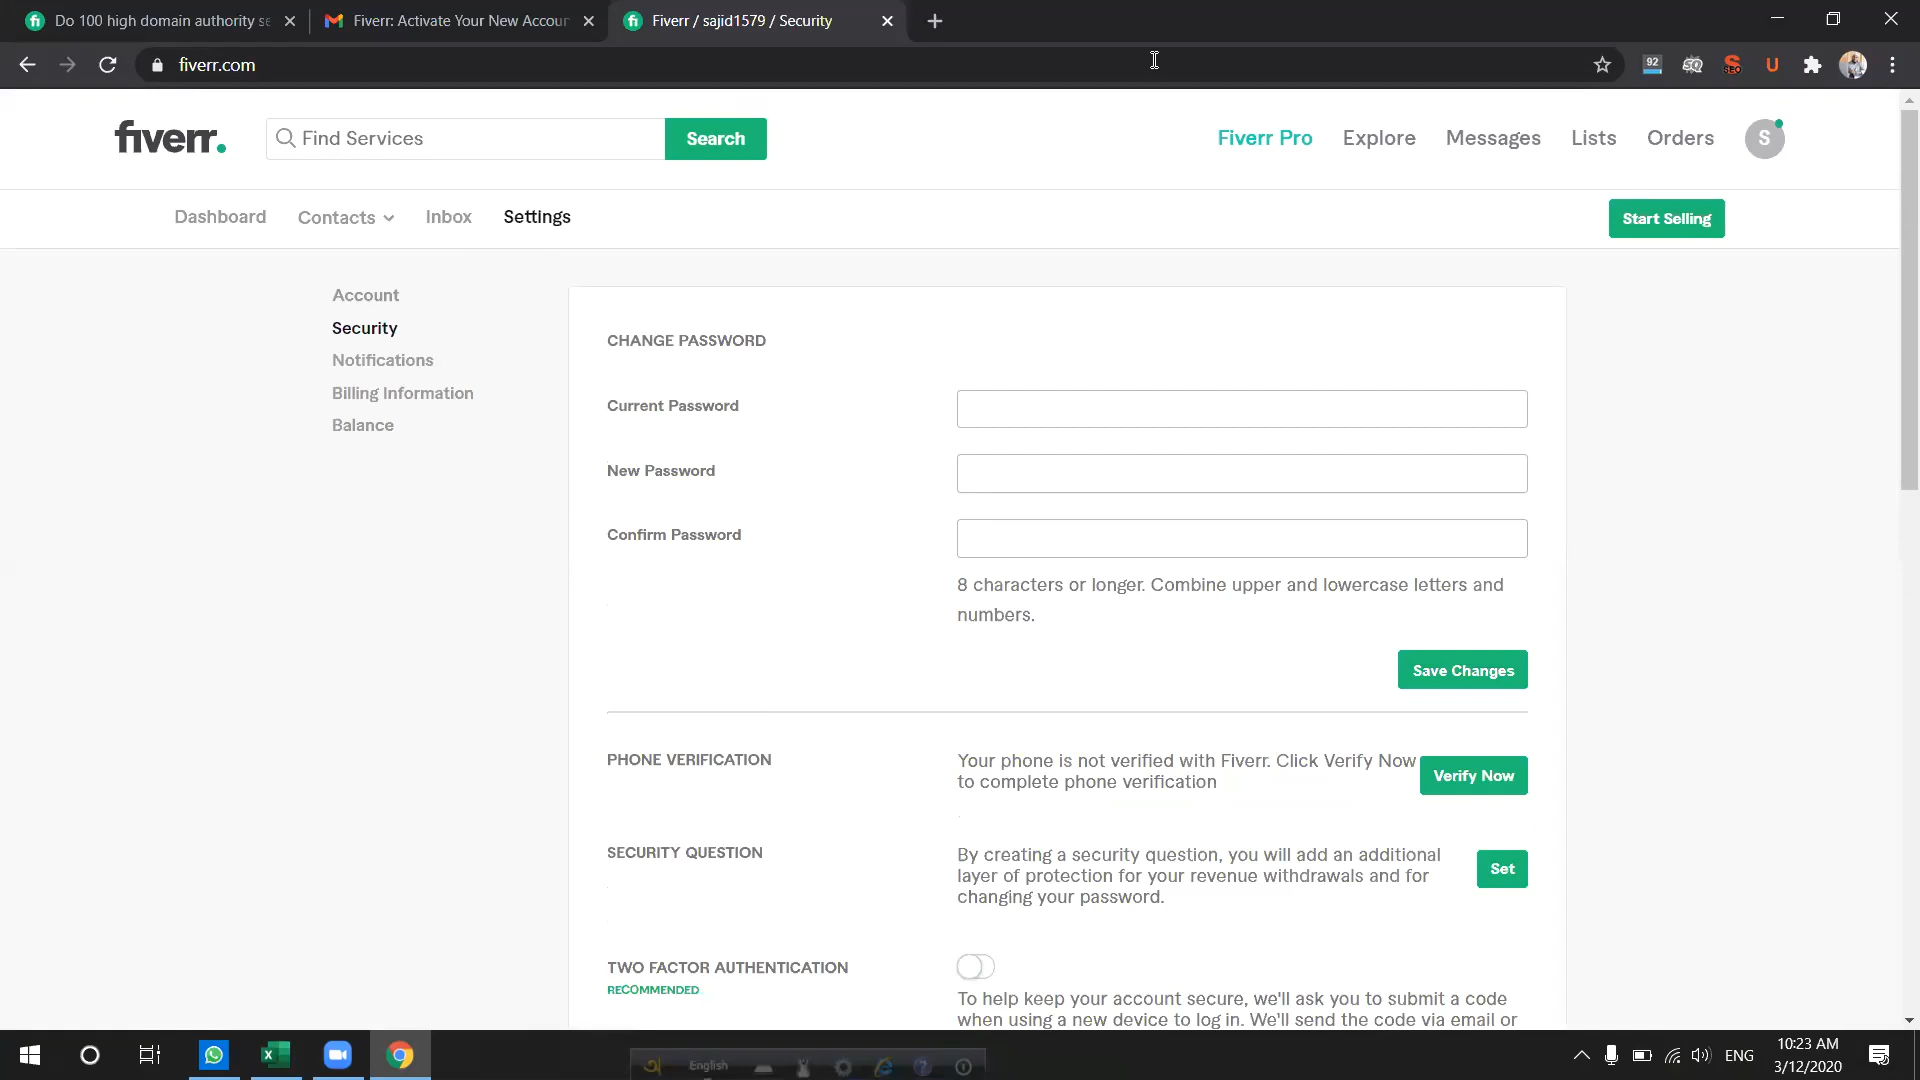 Do 100 high domain authority se
Fiverr: Activate Your New Accoun
Fiverr / sajid1579 / Security
fiverr.com
92
SEO
U
fiverr.
Find Services
Search
Fiverr Pro
Explore
Messages
Lists
Orders
S
Dashboard
Contacts
Inbox
Settings
Start Selling
Account
Security
Notifications
Billing Information
Balance
CHANGE PASSWORD
Current Password
New Password
Confirm Password
8 characters or longer. Combine upper and lowercase letters and
numbers.
Save Changes
PHONE VERIFICATION
Your phone is not verified with Fiverr. Click Verify Now
to complete phone verification
Verify Now
SECURITY QUESTION
By creating a security question, you will add an additional
layer of protection for your revenue withdrawals and for
changing your password.
Set
TWO FACTOR AUTHENTICATION
RECOMMENDED
To help keep your account secure, we'll ask you to submit a code
when using a new device to log in. We'll send the code via email or
English
ENG
10:23 AM
3/12/2020